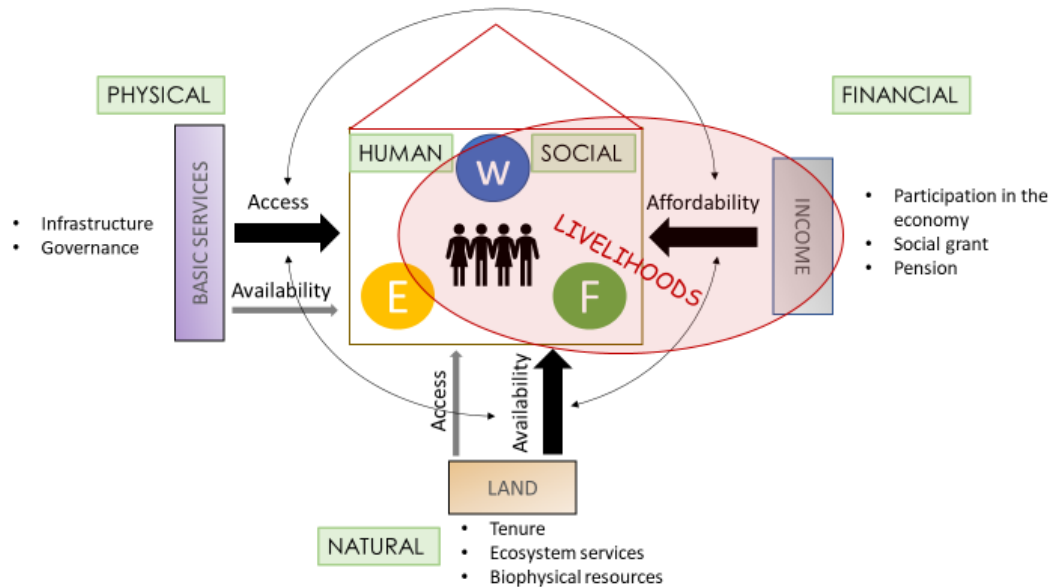 PHYSICAL
FINANCIAL
HUMAN
W
SOCIAL
BASIC SERVICES
• Infrastructure
• Governance
Access
Availability
E
F
LIVELIHOODS
Affordability
INCOME
• Participation in the
economy
• Social grant
• Pension
Access
Availability
LAND
NATURAL
• Tenure
• Ecosystem services
• Biophysical resources